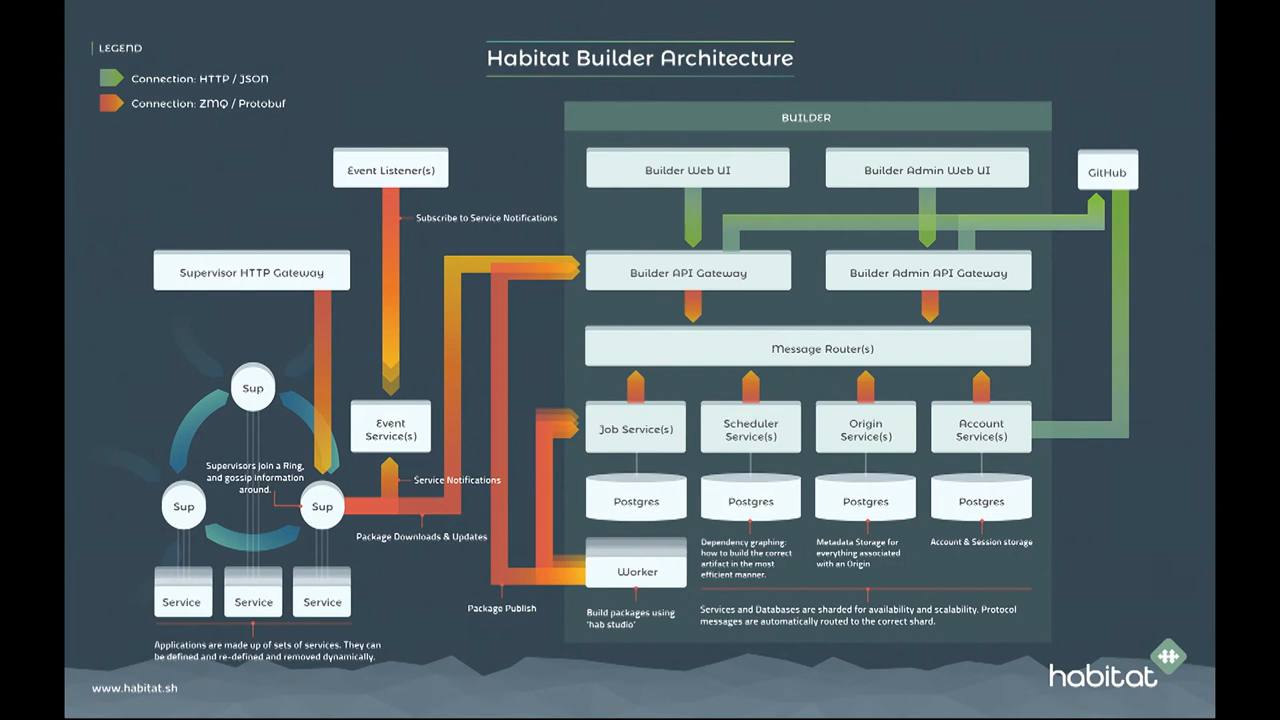 LEGEND
Connection: HTTP / JSON
Connection: ZMQ / Protobuf
Habitat Builder Architecture
BUILDER
Event Listener(s)
Builder Web UI
Builder Admin Web UI
GitHub
Subscribe to Service Notifications
Supervisor HTTP Gateway
Builder API Gateway
Builder Admin API Gateway
Message Router(s)
Sup
Event
Service(s)
Job Service(s)
Scheduler
Service(s)
Origin
Service(s)
Account
Service(s)
Supervisors join a Ring,
and gossip information
around.
Service Notifications
Sup
Sup
Postgres
Postgres
Postgres
Postgres
Package Downloads & Updates
Dependency graphing:
how to build the correct
artifact in the most
efficient manner.
Metadata Storage for
everything associated
with an Origin
Account & Session storage
Worker
Service
Service
Service
Package Publish
Build packages using
'hab studio'
Services and Databases are sharded for availability and scalability. Protocol
messages are automatically routed to the correct shard.
Applications are made up of sets of services. They can
be defined and re-defined and removed dynamically.
www.habitat.sh
habitat